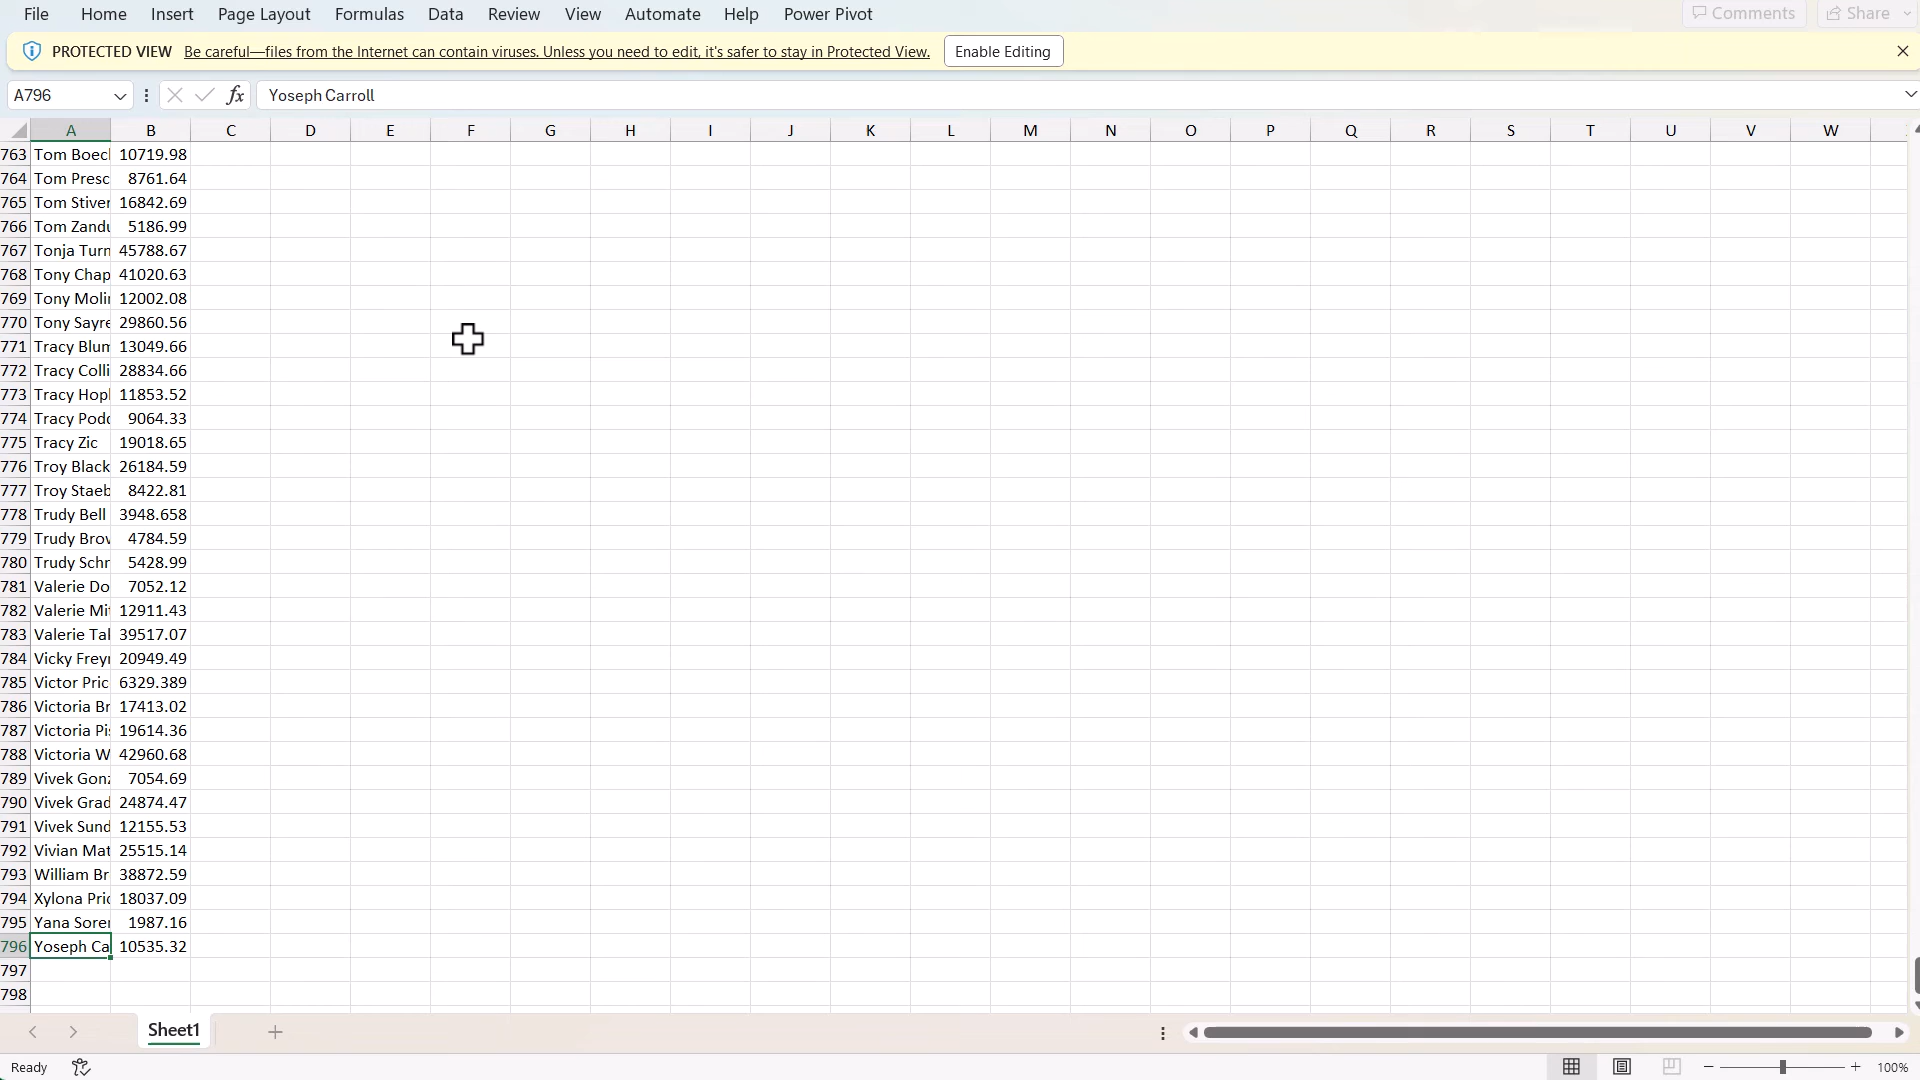 File Home Insert Page Layout Formulas Data Review View Automate Help Power Pivot Comments Share
PROTECTED VIEW Be careful—files from the Internet can contain viruses. Unless you need to edit, it's safer to stay in Protected View. Enable Editing
A796 fx Yoseph Carroll
A B C D E F G H I J K L M N O P Q R S T U V W
763 Tom Boecl 10719.98
764 Tom Presc 8761.64
765 Tom Stiver 16842.69
766 Tom Zandu 5186.99
767 Tonja Turn 45788.67
768 Tony Chap 41020.63
769 Tony Molin 12002.08
770 Tony Sayre 29860.56
771 Tracy Blum 13049.66
772 Tracy Colli 28834.66
773 Tracy Hopl 11853.52
774 Tracy Podd 9064.33
775 Tracy Zic 19018.65
776 Troy Black 26184.59
777 Troy Staeb 8422.81
778 Trudy Bell 3948.658
779 Trudy Brov 4784.59
780 Trudy Schr 5428.99
781 Valerie Do 7052.12
782 Valerie Mit 12911.43
783 Valerie Tal 39517.07
784 Vicky Freyr 20949.49
785 Victor Pric 6329.389
786 Victoria Br 17413.02
787 Victoria Pis 19614.36
788 Victoria W 42960.68
789 Vivek Gonz 7054.69
790 Vivek Grad 24874.47
791 Vivek Sund 12155.53
792 Vivian Mat 25515.14
793 William Br 38872.59
794 Xylona Pric 18037.09
795 Yana Sorer 1987.16
796 Yoseph Ca 10535.32
797
798
Sheet1
Ready 100%